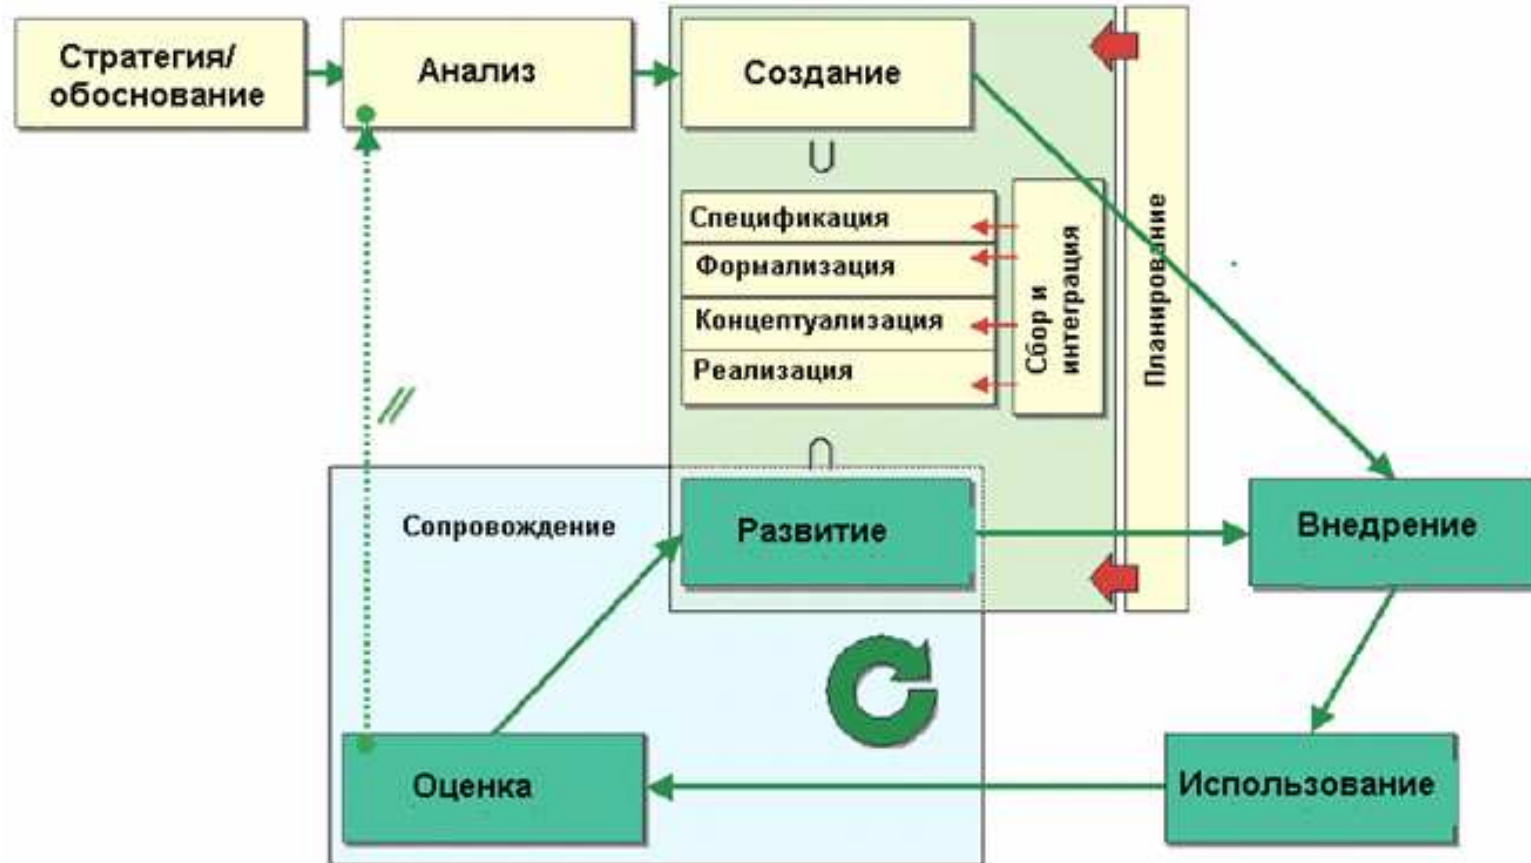 Стратегия/
обоснование
Анализ
Создание
Спецификация
Формализация
Концептуализация
Реализация
Сбор и
интеграция
Планирование
Сопровождение
Развитие
Внедрение
Оценка
Использование